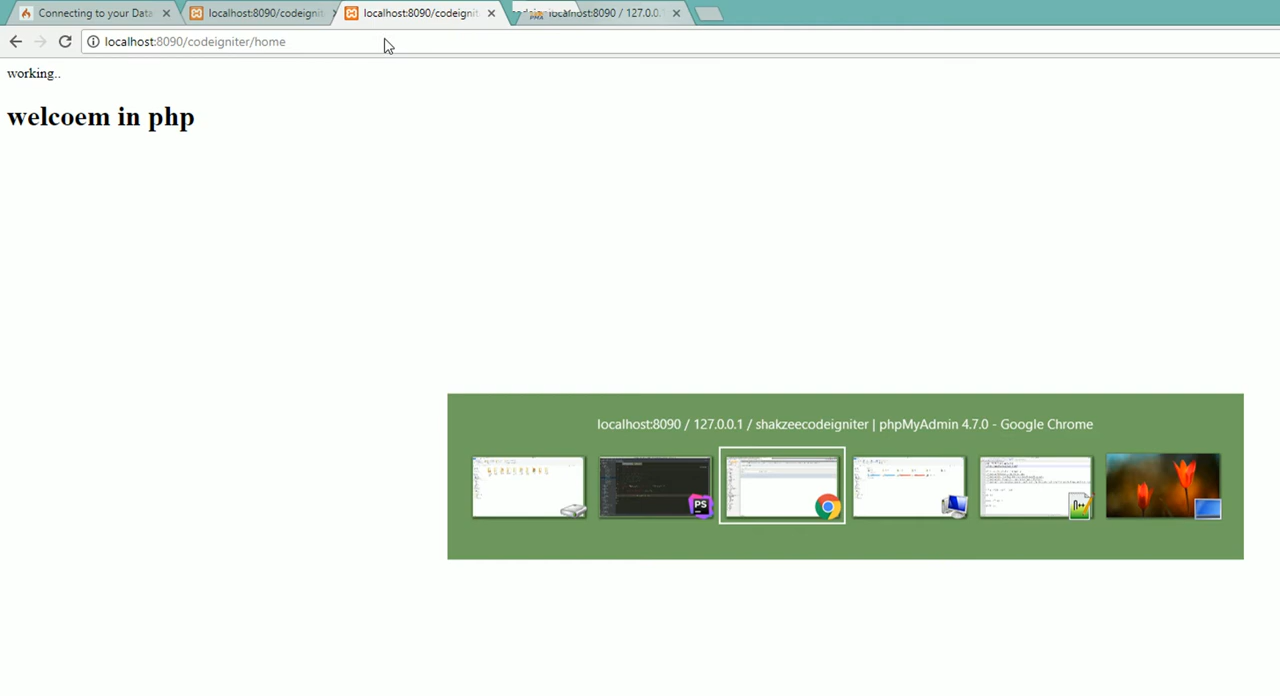 Connecting to your Data
localhost:8090/codeignit
localhost:8090/codeignit
localhost:8090 / 127.0.0.1
localhost:8090/codeigniter/home
working..
welcoem in php
localhost:8090 / 127.0.0.1 / shakzeecodeigniter | phpMyAdmin 4.7.0 - Google Chrome
PS
n++